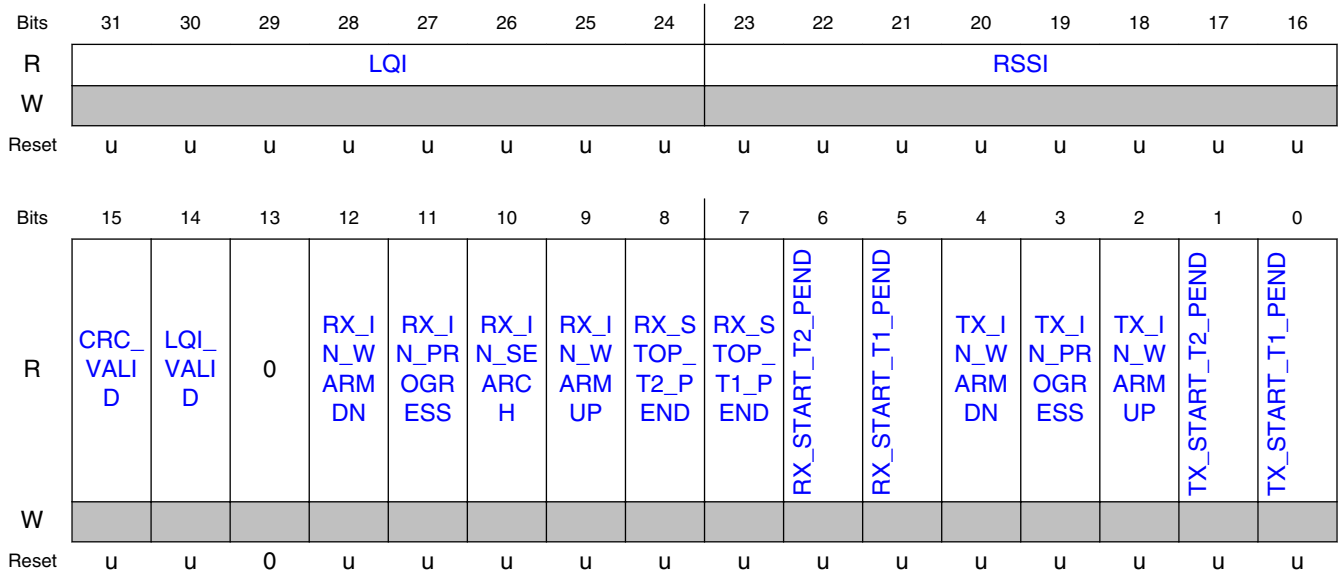 Bits 31 30 29 28 27 26 25 24 23 22 21 20 19 18 17 16
R LQI RSSI
W
Reset u u u u u u u u u u u u u u u u
Bits 15 14 13 12 11 10 9 8 7 6 5 4 3 2 1 0
R
CRC_
VALI
D
LQI_
VALI
D
0
RX_I
N_W
ARM
DN
RX_I
N_PR
OGR
ESS
RX_I
N_SE
ARC
H
RX_I
N_W
ARM
UP
RX_S
TOP_
T2_P
END
RX_S
TOP_
T1_P
END
RX_START_T2_PEND
RX_START_T1_PEND
TX_I
N_W
ARM
DN
TX_I
N_PR
OGR
ESS
TX_I
N_W
ARM
UP
TX_START_T2_PEND
TX_START_T1_PEND
W
Reset u u 0 u u u u u u u u u u u u u